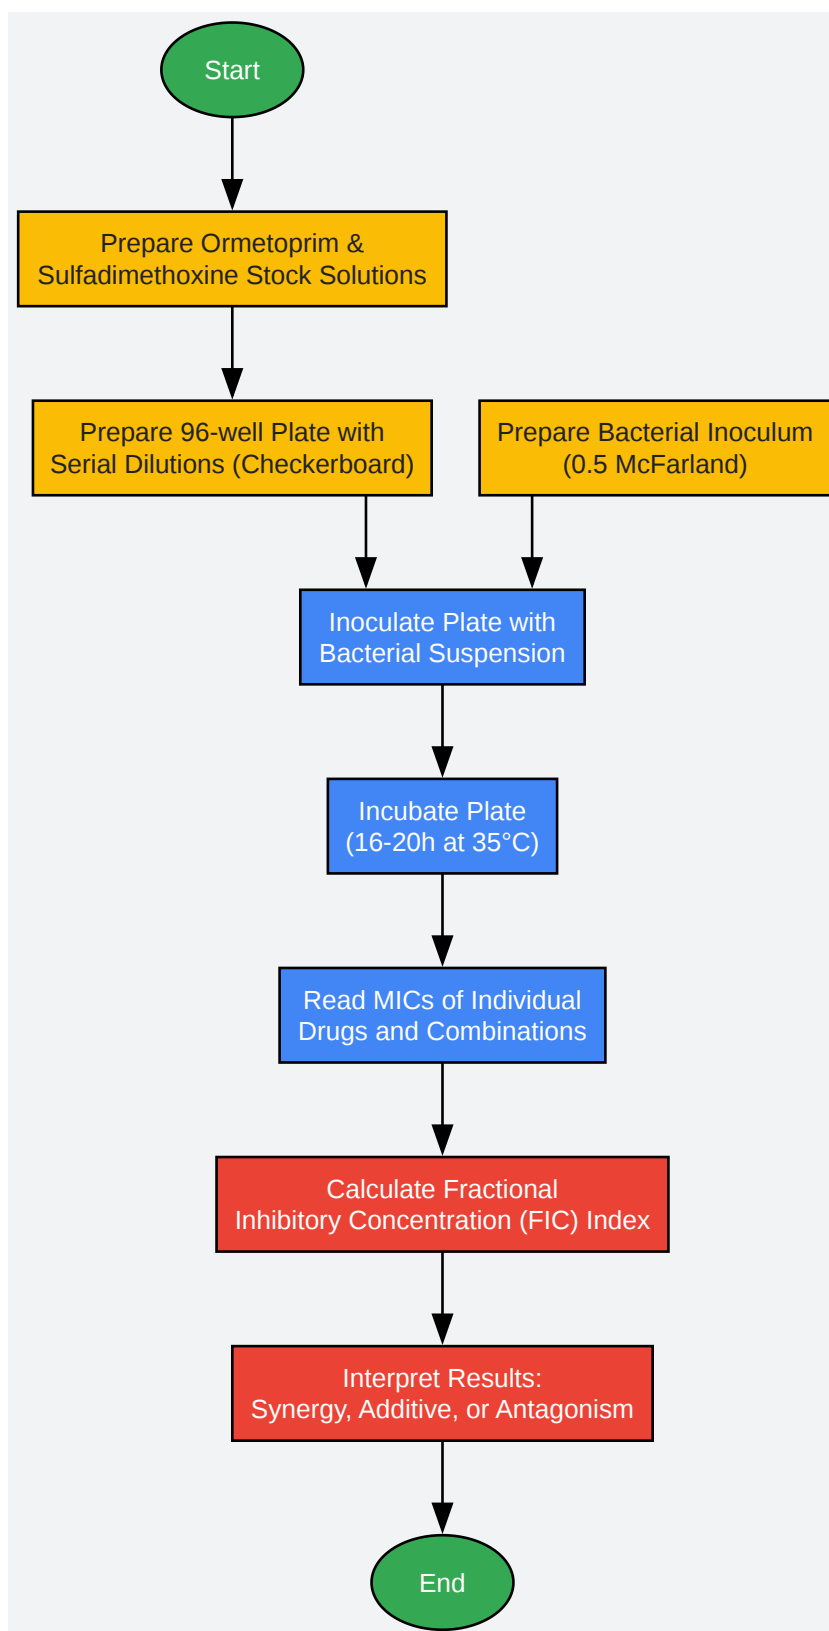 Start
Prepare Ormetoprim &
Sulfadimethoxine Stock Solutions
Prepare 96-well Plate with
Serial Dilutions (Checkerboard)
Prepare Bacterial Inoculum
(0.5 McFarland)
Inoculate Plate with
Bacterial Suspension
Incubate Plate
(16-20h at 35°C)
Read MICs of Individual
Drugs and Combinations
Calculate Fractional
Inhibitory Concentration (FIC) Index
Interpret Results:
Synergy, Additive, or Antagonism
End